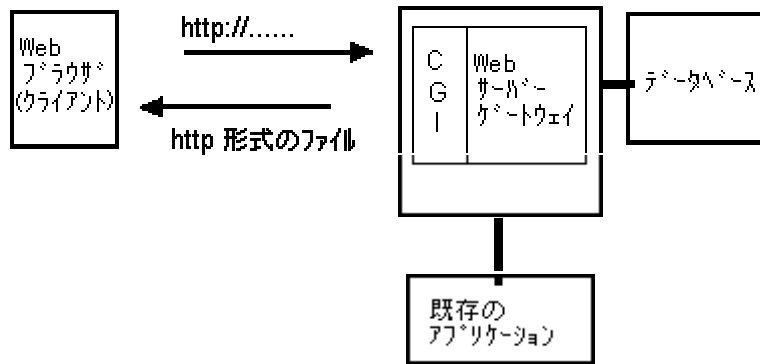 http://......
Web
ﾌﾞﾗｳｻﾞ
(ｸﾗｲｱﾝﾄ)
http 形式のﾌｧｲﾙ
C
G
I
Web
ｻｰﾊﾞｰ
ｹﾞｰﾄｳｪｲ
ﾃﾞｰﾀﾍﾞｰｽ
既存の
ｱﾌﾟﾘｹｰｼｮﾝ